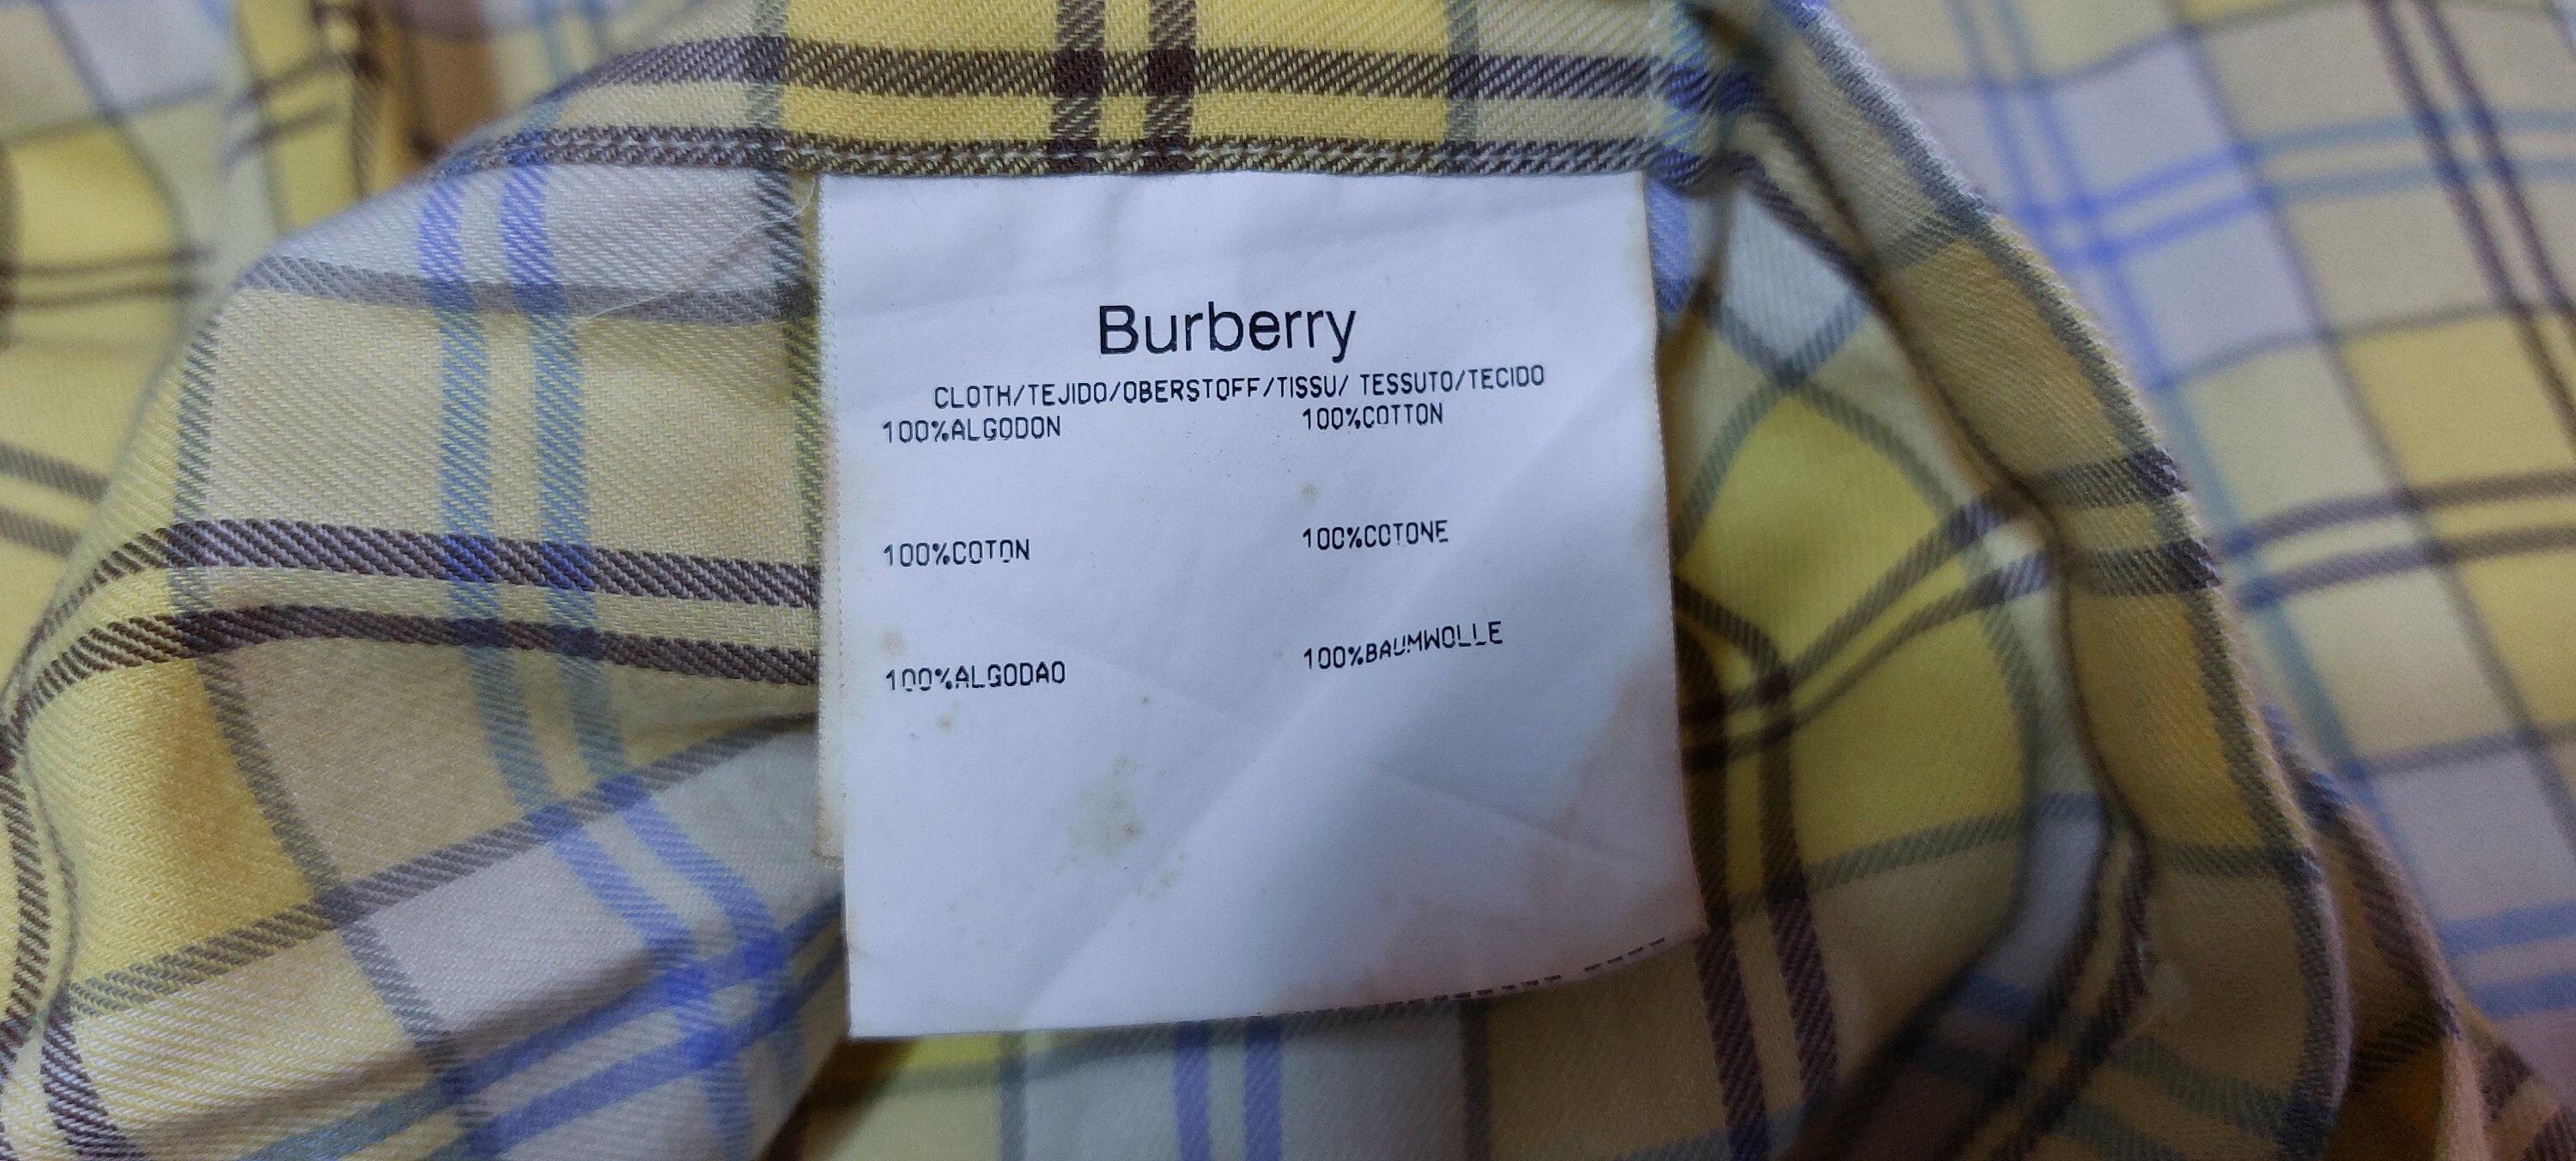 Burberry
CLOTH/TEJIDO/OBERSTOFF/TISSU/ TESSUTO/TECIDO
100%ALGODON 100%COTTON
100%COTON 100%COTONE
100%ALGODAO 100%BAUMWOLLE